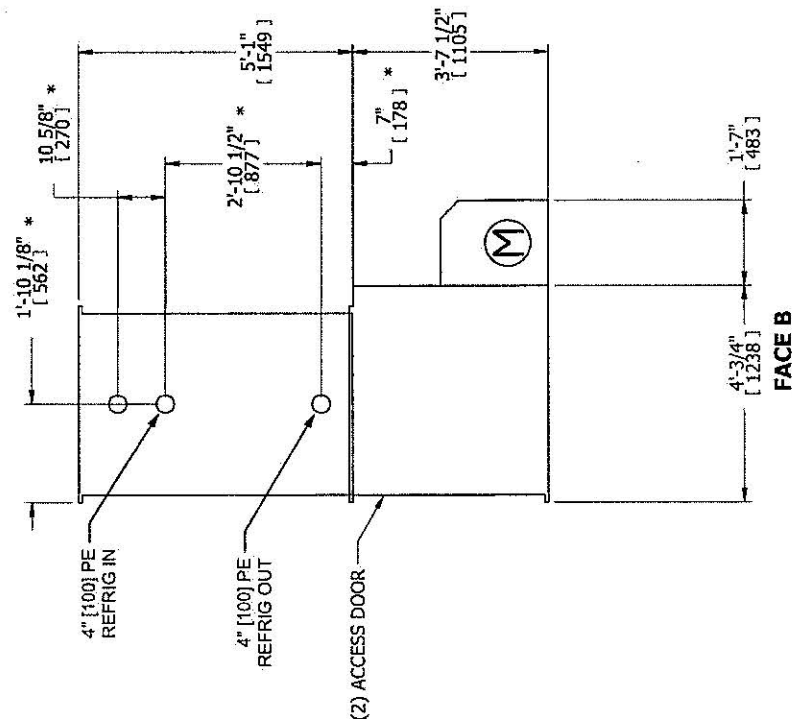 1'-10 1/8" *
[ 562 ]
10 5/8" *
[ 270 ]
2'-10 1/2" *
[ 877 ]
5'-1"
[ 1549 ]
7" *
[ 178 ]
3'-7 1/2"
[ 1105 ]
4" [100] PE
REFRIG IN
4" [100] PE
REFRIG OUT
(2) ACCESS DOOR
M
4'-3/4"
[ 1238 ]
1'-7"
[ 483 ]
FACE B